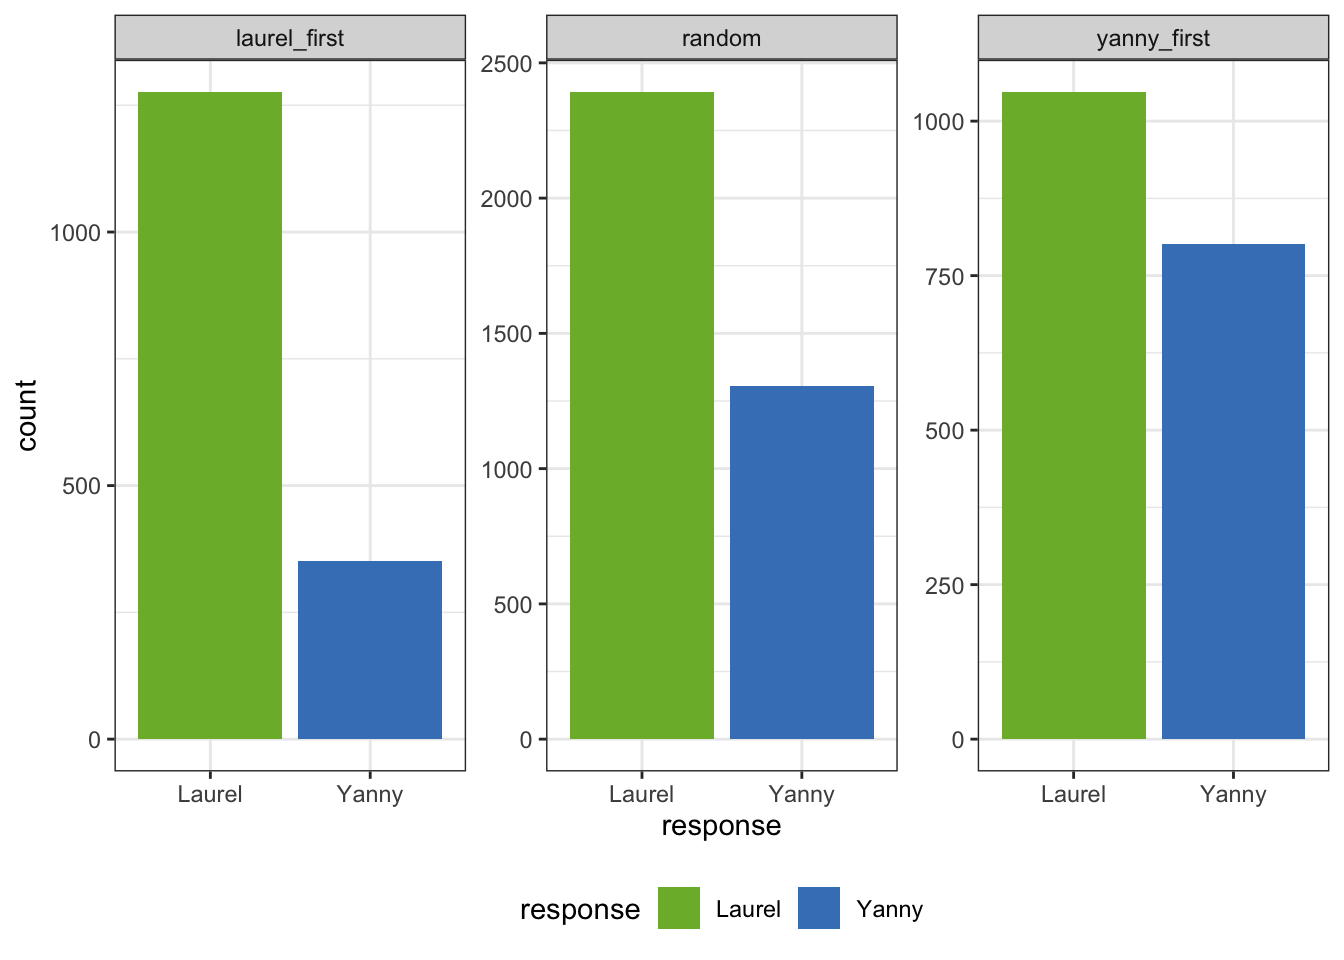 laurel_first
random
yanny_first
count
1000
500
0
2500
2000
1500
1000
500
0
1000
750
500
250
0
Laurel Yanny
Laurel Yanny
Laurel Yanny
response
response Laurel Yanny